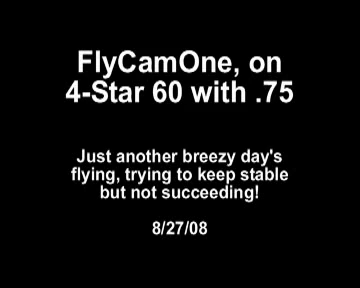 FlyCamOne, on
4-Star 60 with .75
Just another breezy day's
flying, trying to keep stable
but not succeeding!
8/27/08